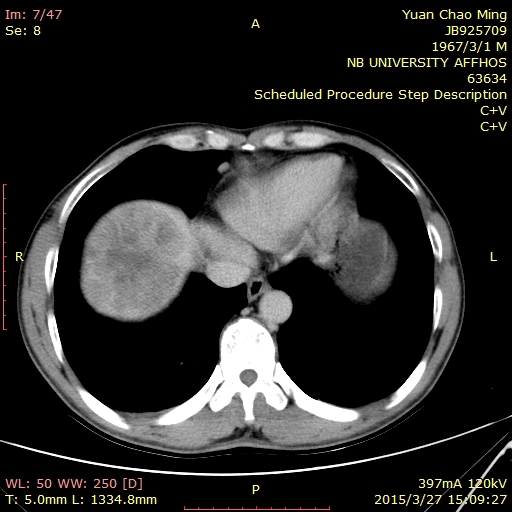 Im: 7/47
Se: 8
A
Yuan Chao Ming
JB925709
1967/3/1 M
NB UNIVERSITY AFFHOS
63634
Scheduled Procedure Step Description
C+V
C+V
R
L
WL: 50 WW: 250 [D]
T: 5.0mm L: 1334.8mm
P
397mA 120kV
2015/3/27 15:09:27